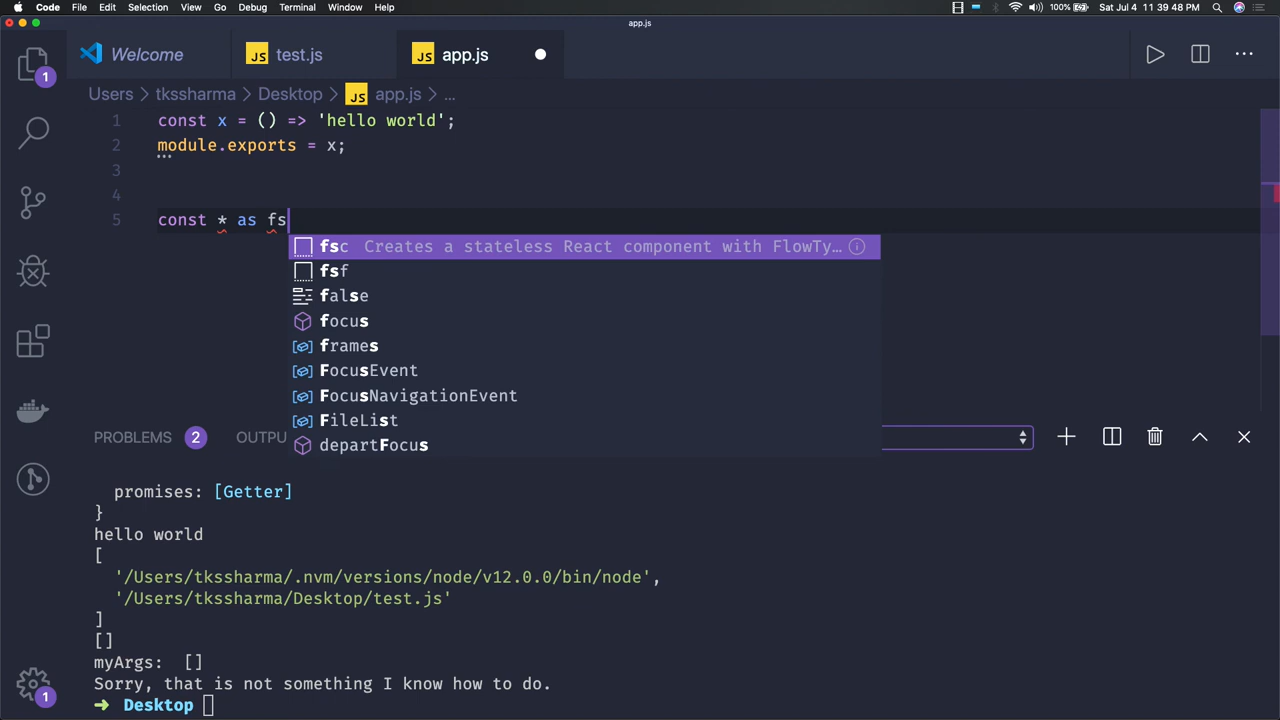 Code File Edit Selection View Go Debug Terminal Window Help 100% Sat Jul 4 11:39:48 PM
app.js
Welcome JS test.js JS app.js
1
Users > tkssharma > Desktop > JS app.js > ...
1 const x = () => 'hello world';
2 module.exports = x;
3
4
5 const * as fs
fsc Creates a stateless React component with FlowTy…
fsf
false
focus
frames
FocusEvent
FocusNavigationEvent
FileList
departFocus
PROBLEMS 2 OUTPU
promises: [Getter]
}
hello world
[
'/Users/tkssharma/.nvm/versions/node/v12.0.0/bin/node',
'/Users/tkssharma/Desktop/test.js'
]
[]
myArgs: []
Sorry, that is not something I know how to do.
➜ Desktop
1